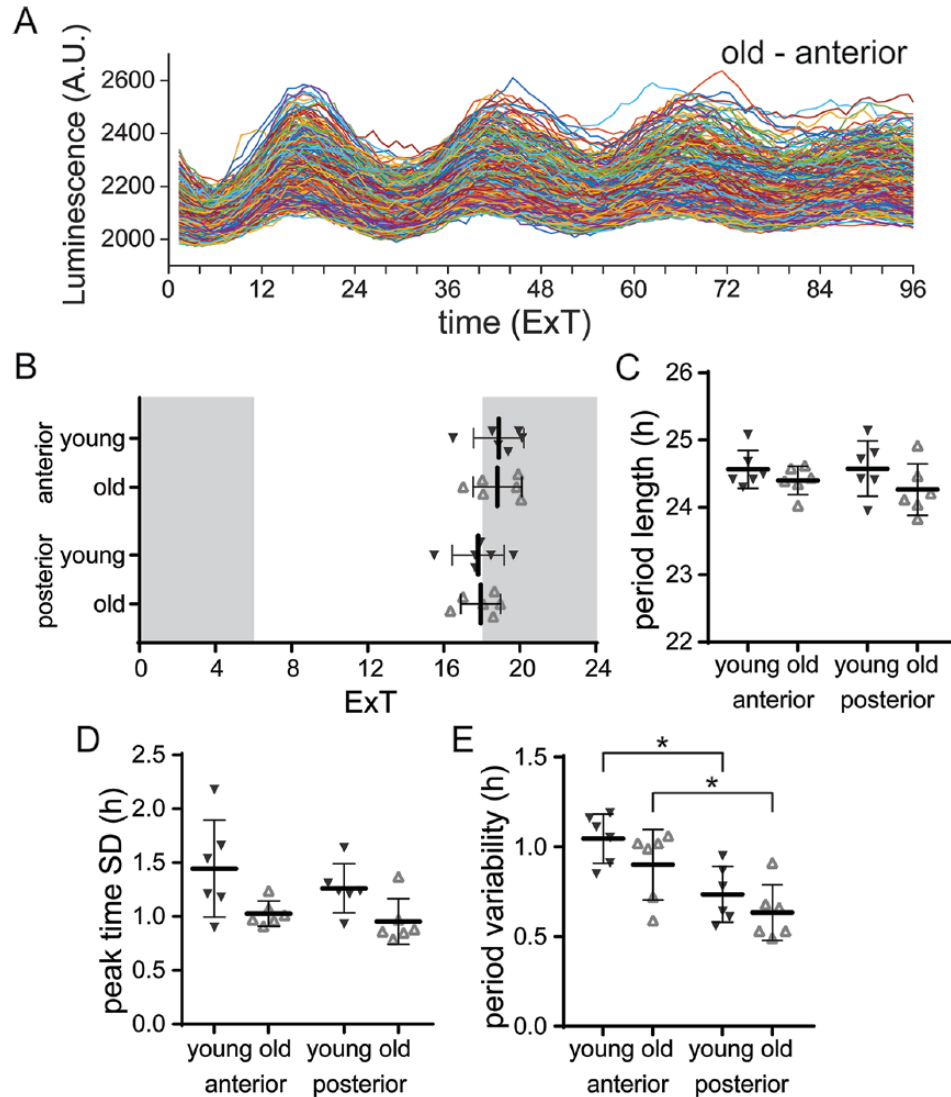 A
old - anterior
Luminescence (A.U.)
2600
2400
2200
2000
0 12 24 36 48 60 72 84 96
time (ExT)
B
anterior
young
old
posterior
young
old
0 4 8 12 16 20 24
ExT
C
period length (h)
26
25
24
23
22
young old young old
anterior posterior
D
peak time SD (h)
2.5
2.0
1.5
1.0
0.5
0.0
young old young old
anterior posterior
E
period variability (h)
1.5
1.0
0.5
0.0
*
*
young old young old
anterior posterior